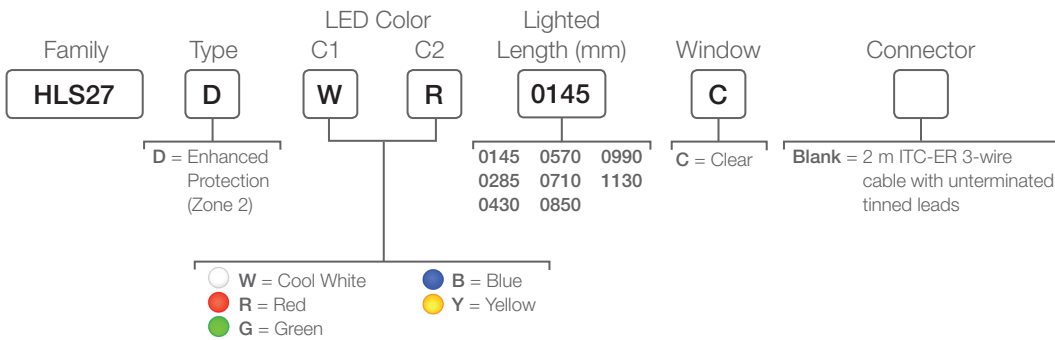 LED Color
Lighted
Family Type C1 C2 Length (mm) Window Connector
HLS27 D W R 0145 C
D = Enhanced
Protection
(Zone 2)
0145 0570 0990
0285 0710 1130
0430 0850
C = Clear
Blank = 2 m ITC-ER 3-wire
cable with unterminated
tinned leads
W = Cool White
R = Red
G = Green
B = Blue
Y = Yellow